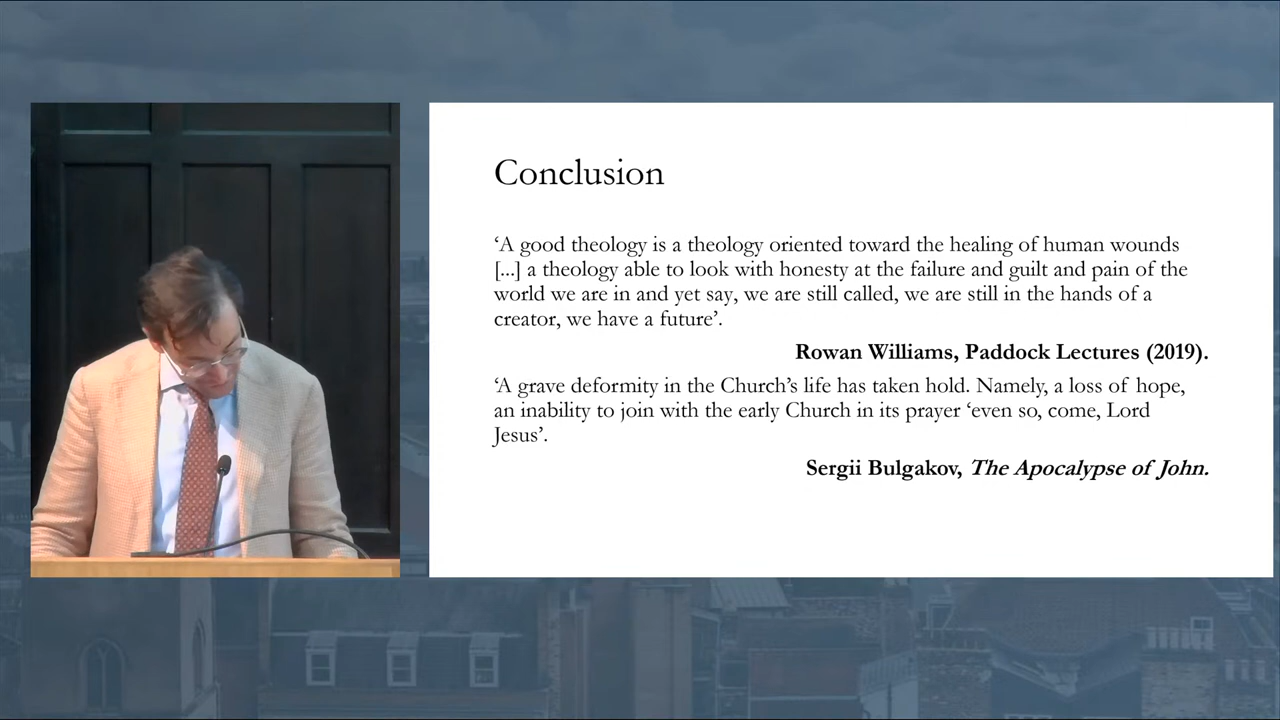 Conclusion
‘A good theology is a theology oriented toward the healing of human wounds
[...] a theology able to look with honesty at the failure and guilt and pain of the
world we are in and yet say, we are still called, we are still in the hands of a
creator, we have a future’.
Rowan Williams, Paddock Lectures (2019).
‘A grave deformity in the Church’s life has taken hold. Namely, a loss of hope,
an inability to join with the early Church in its prayer ‘even so, come, Lord
Jesus’.
Sergii Bulgakov, The Apocalypse of John.